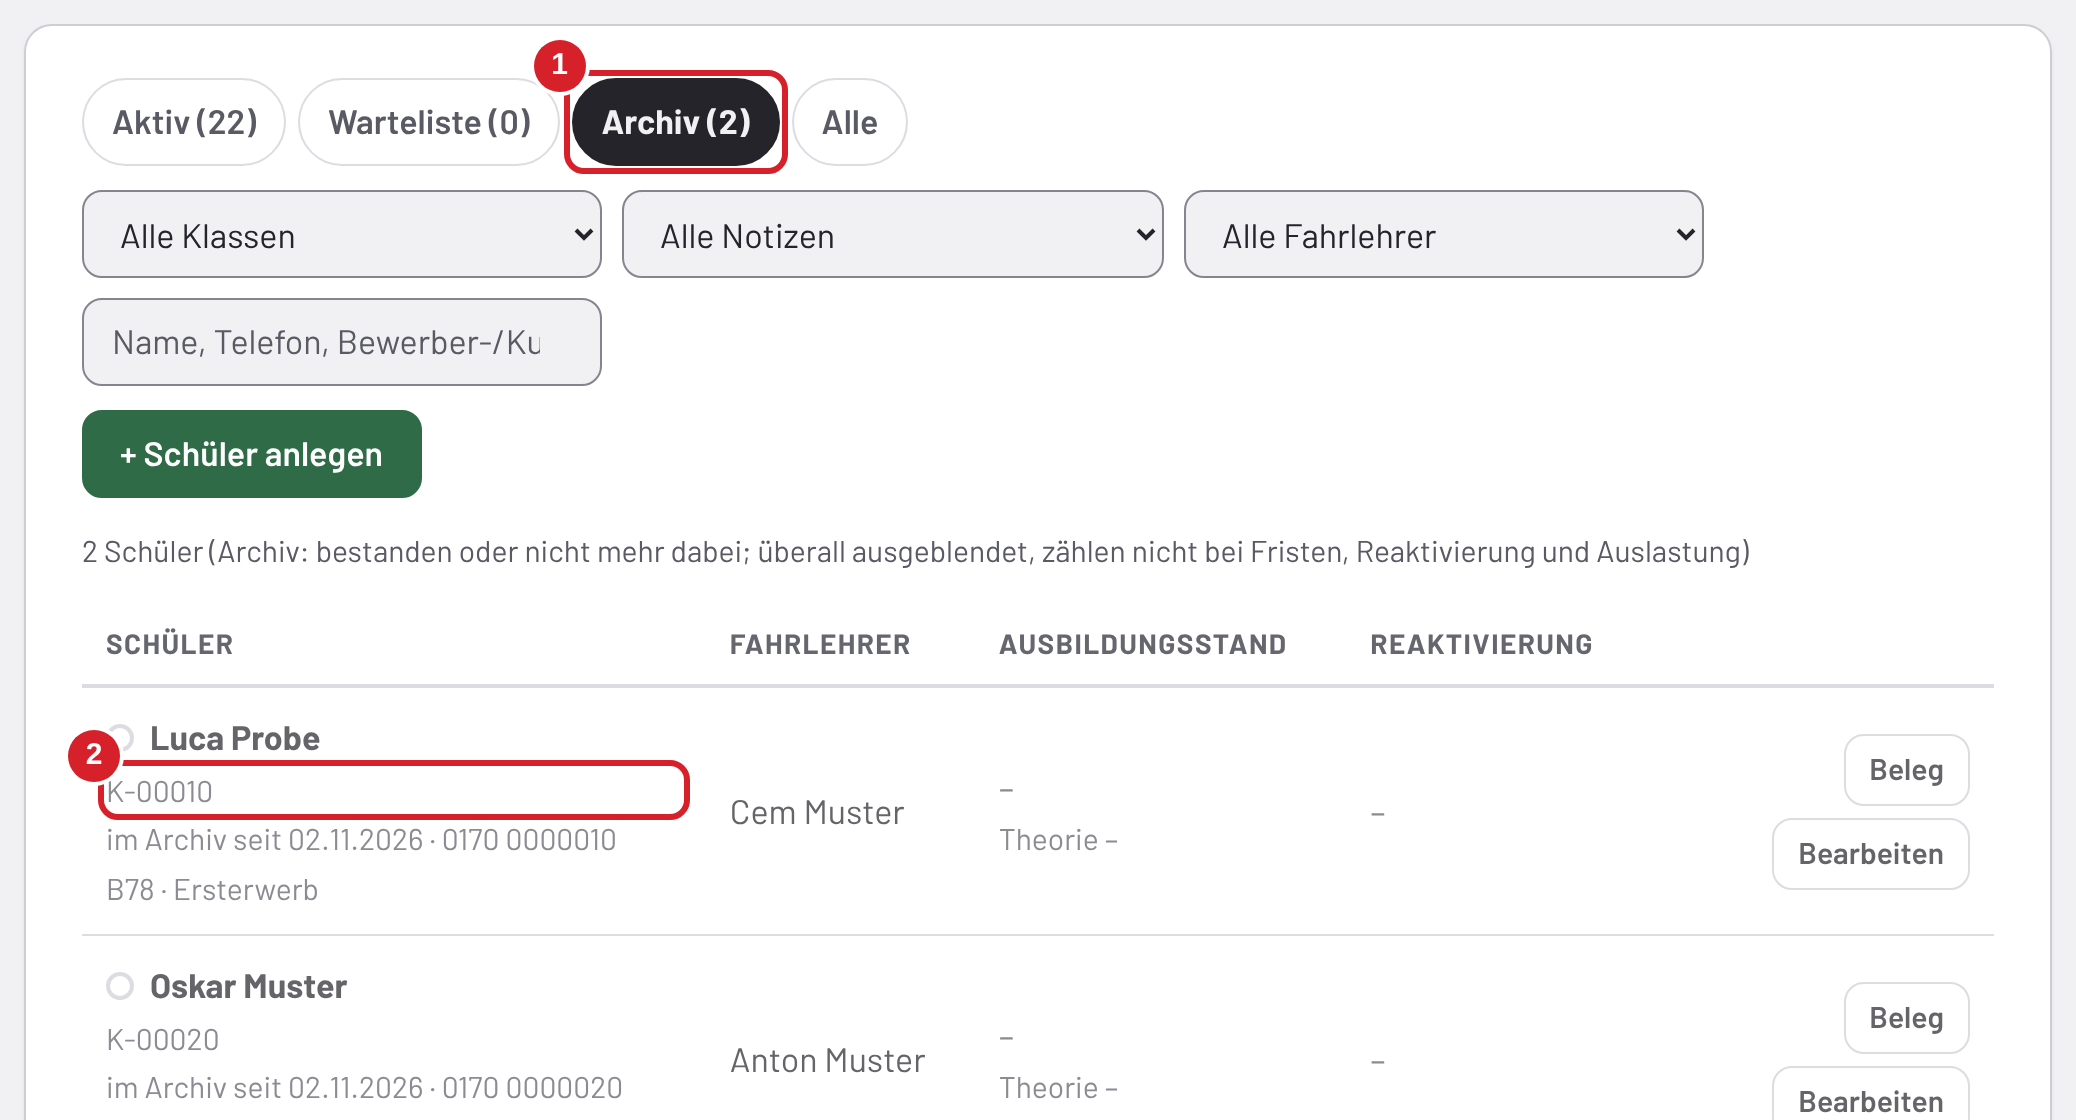 1
Aktiv (22) Warteliste (0) Archiv (2) Alle
Alle Klassen Alle Notizen Alle Fahrlehrer
Name, Telefon, Bewerber-/Ku
+ Schüler anlegen
2 Schüler (Archiv: bestanden oder nicht mehr dabei; überall ausgeblendet, zählen nicht bei Fristen, Reaktivierung und Auslastung)
SCHÜLER FAHRLEHRER AUSBILDUNGSSTAND REAKTIVIERUNG
Luca Probe
2
K-00010
im Archiv seit 02.11.2026 · 0170 0000010
B78 · Ersterwerb
Cem Muster
–
Theorie –
–
Beleg
Bearbeiten
Oskar Muster
K-00020
im Archiv seit 02.11.2026 · 0170 0000020
Anton Muster
–
Theorie –
–
Beleg
Bearbeiten